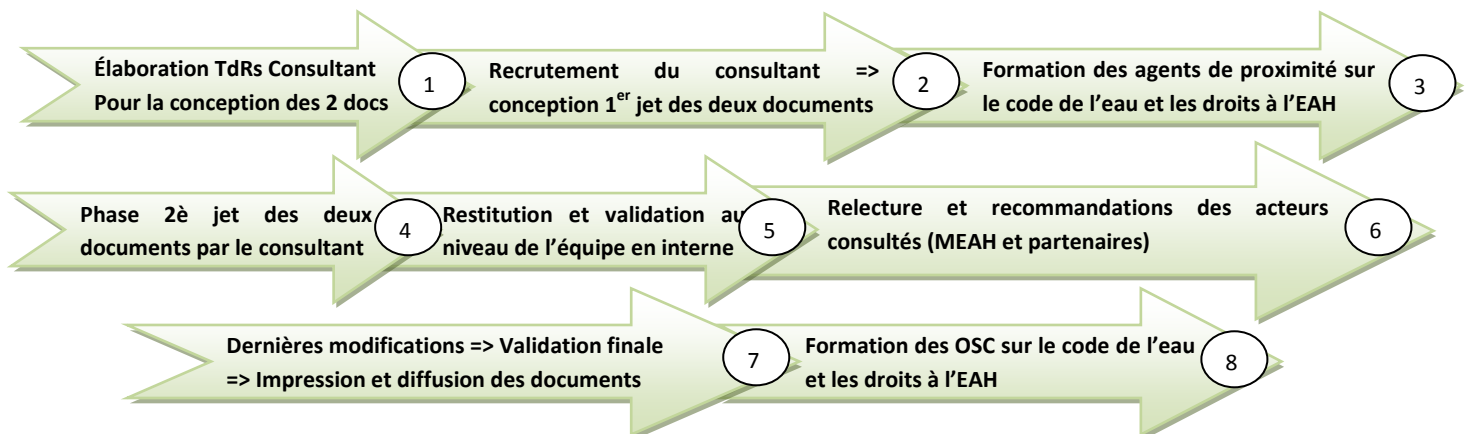 Élaboration TdRs Consultant
Pour la conception des 2 docs
1
Recrutement du consultant =>
conception 1er jet des deux documents
2
Formation des agents de proximité sur
le code de l'eau et les droits à l'EAH
3
Phase 2è jet des deux
documents par le consultant
4
Restitution et validation au
niveau de l'équipe en interne
5
Relecture et recommandations des acteurs
consultés (MEAH et partenaires)
6
Dernières modifications => Validation finale
=> Impression et diffusion des documents
7
Formation des OSC sur le code de l'eau
et les droits à l'EAH
8